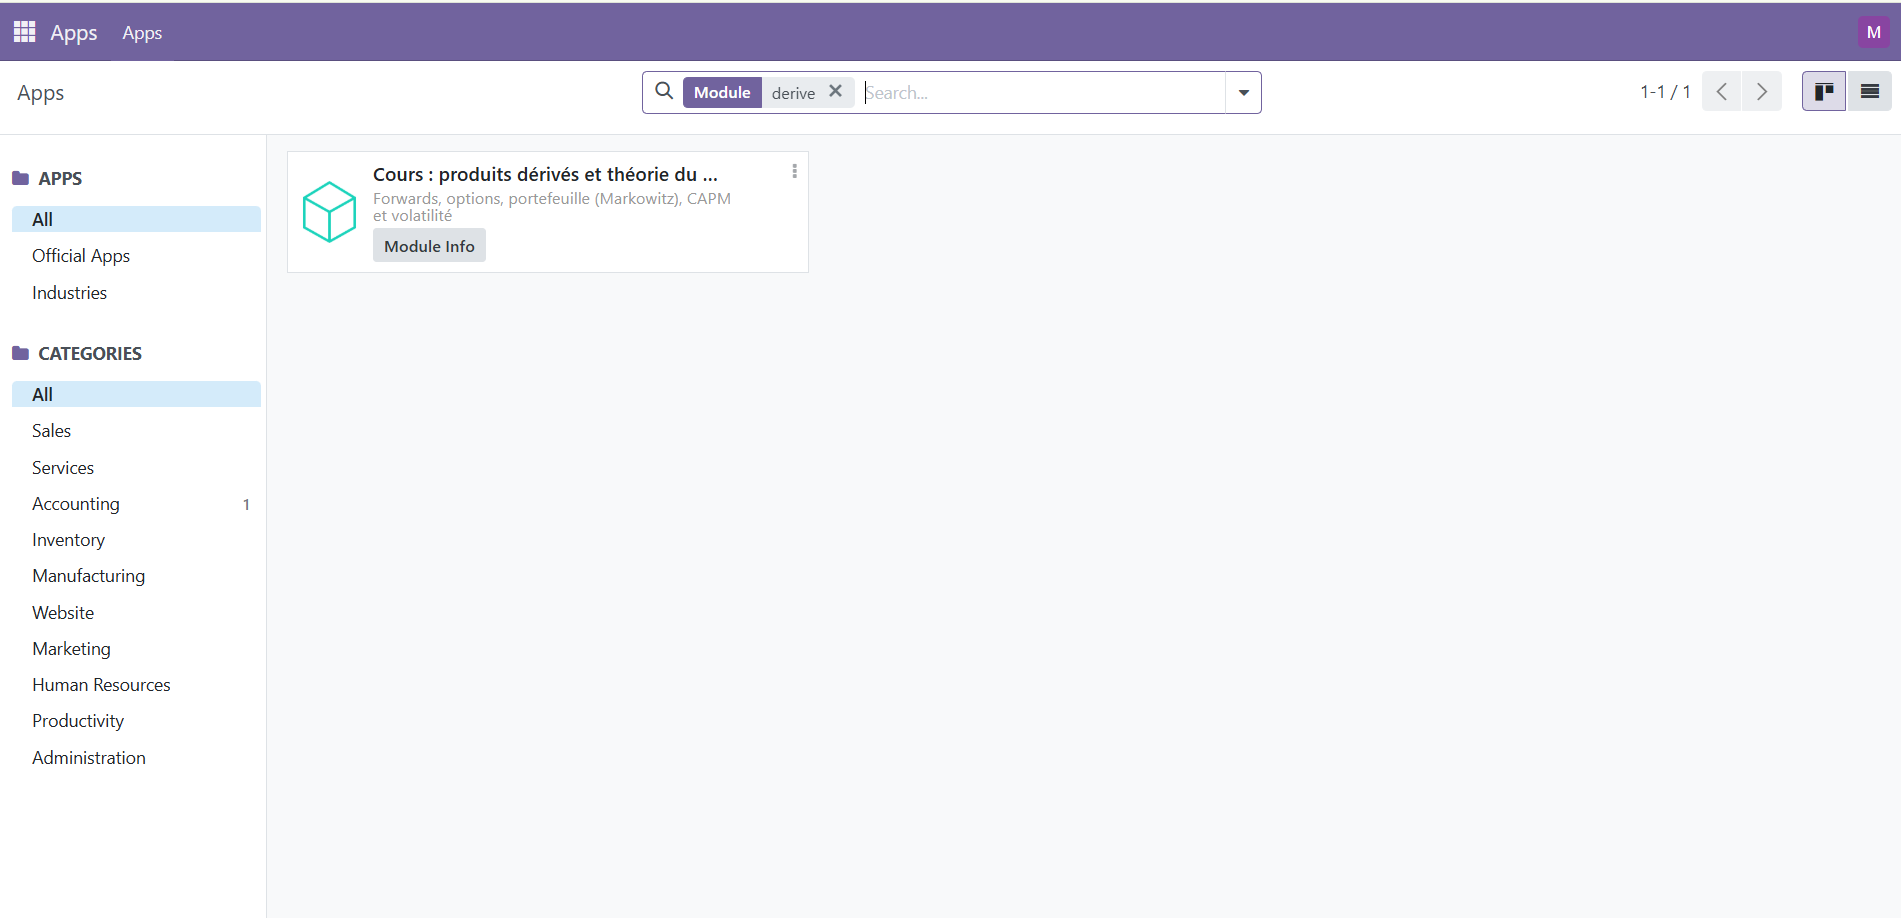 Apps Apps M
Apps
Module derive Search...
1-1 / 1
APPS
All
Official Apps
Industries
CATEGORIES
All
Sales
Services
Accounting 1
Inventory
Manufacturing
Website
Marketing
Human Resources
Productivity
Administration
Cours : produits dérivés et théorie du ...
Forwards, options, portefeuille (Markowitz), CAPM
et volatilité
Module Info